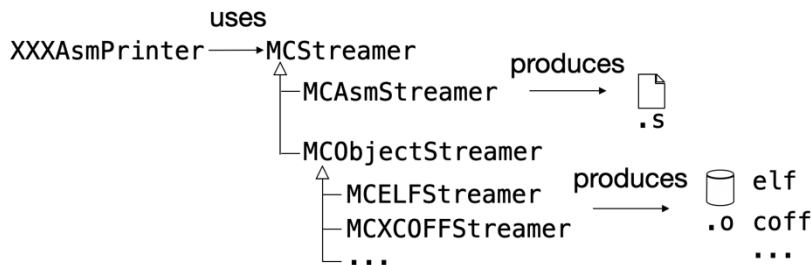 uses
XXXAsmPrinter MCStreamer
produces
MCAsmStreamer
.s
MCObjectStreamer
produces
MCELFStreamer elf
MCXCOFFStreamer .o coff
... ...